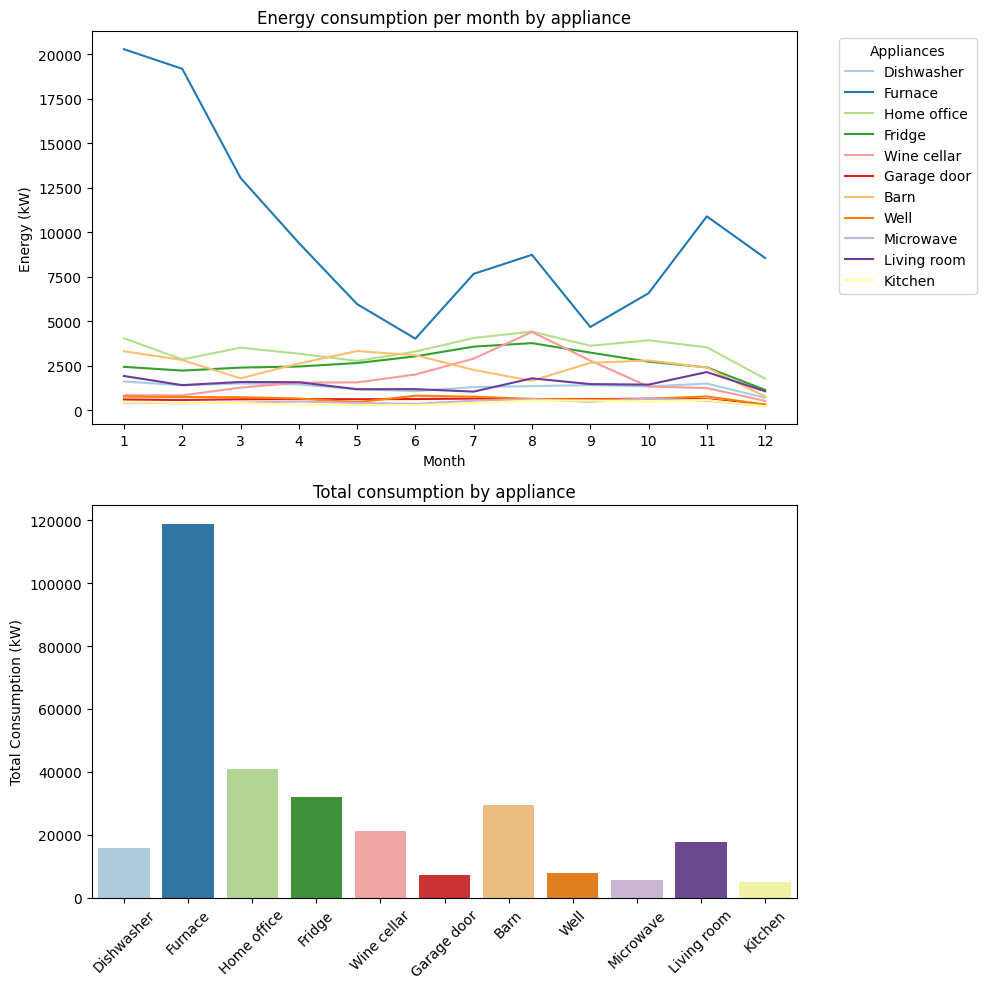 Energy consumption per month by appliance
Energy (kW)
20000
17500
15000
12500
10000
7500
5000
2500
0
1 2 3 4 5 6 7 8 9 10 11 12
Month
Appliances
Dishwasher
Furnace
Home office
Fridge
Wine cellar
Garage door
Barn
Well
Microwave
Living room
Kitchen
Total consumption by appliance
Total Consumption (kW)
120000
100000
80000
60000
40000
20000
0
Dishwasher Furnace Home office Fridge Wine cellar Garage door Barn Well Microwave Living room Kitchen